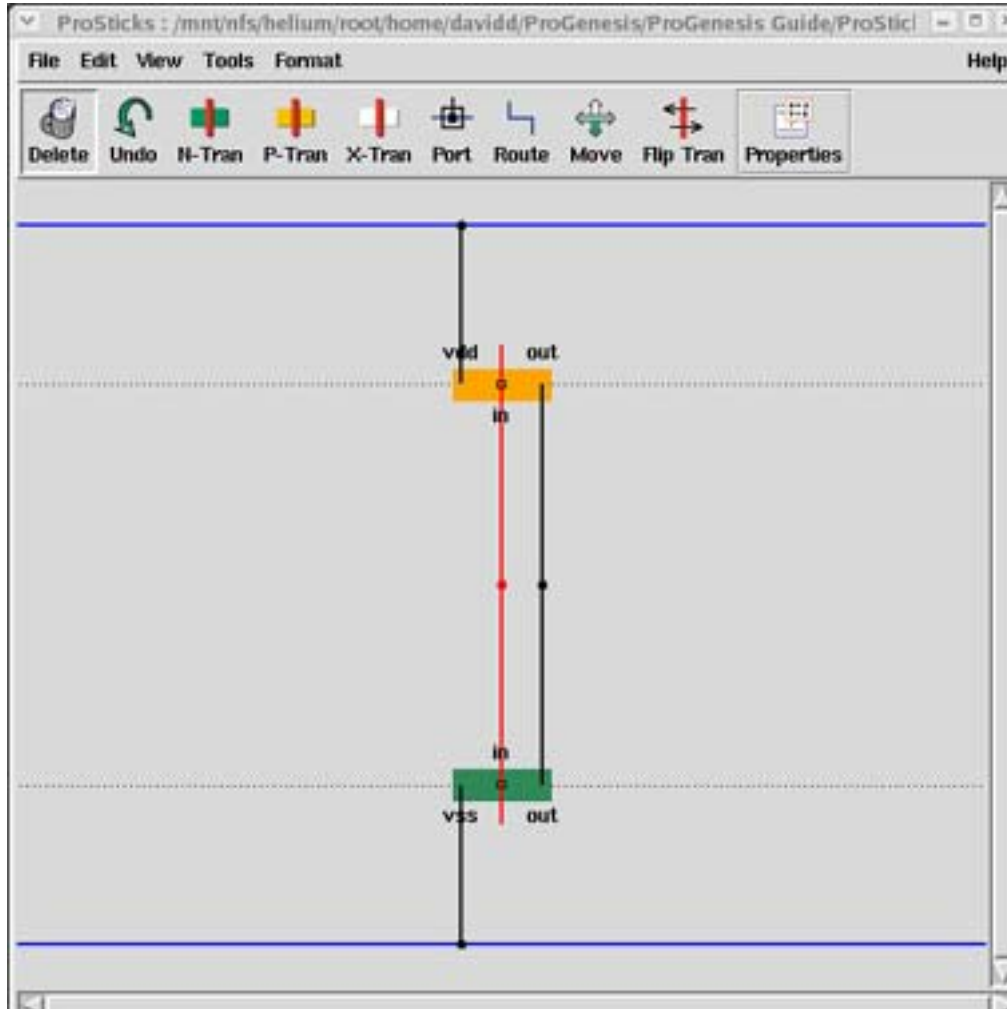 ProSticks : /mnt/nfs/helium/root/home/davidd/ProGenesis/ProGenesis Guide/ProStic
File Edit View Tools Format Help
Delete Undo N-Tran P-Tran X-Tran Port Route Move Flip Tran Properties
vdd out
in
in
vss out